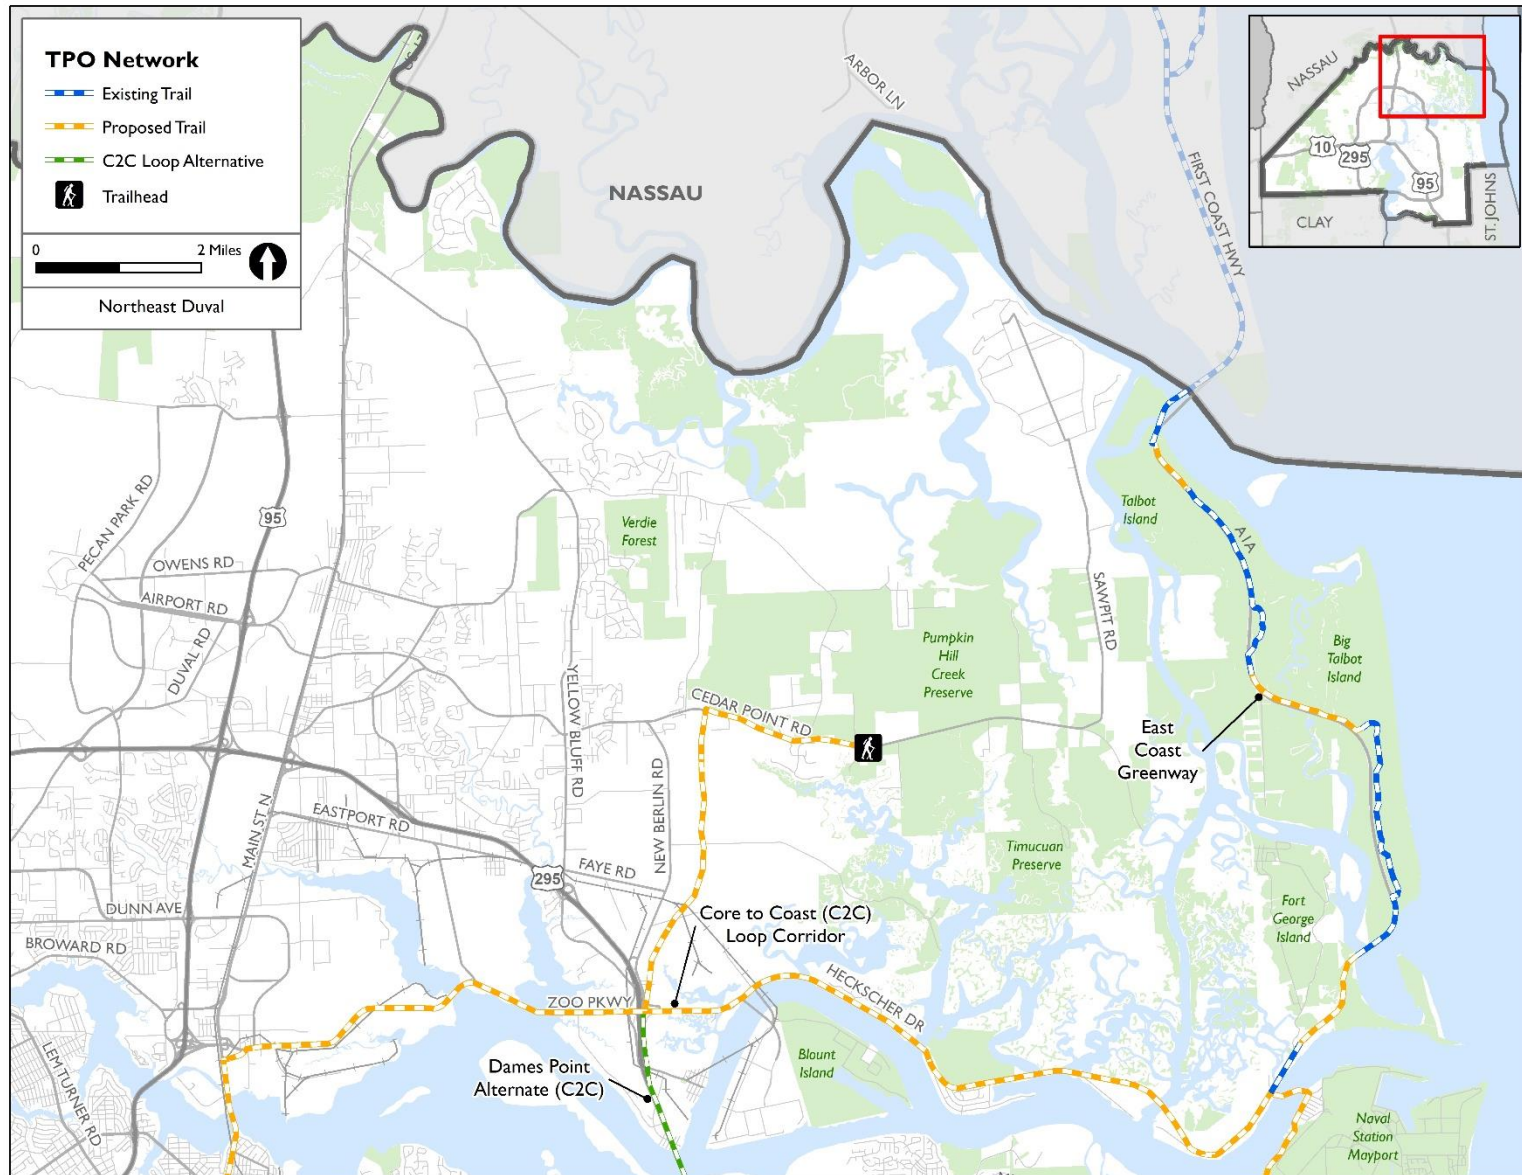 TPO Network
Existing Trail
Proposed Trail
C2C Loop Alternative
Trailhead
0
2 Miles
Northeast Duval
NASSAU
10
295
95
CLAY
ST. JOHNS
ARBOR LN
NASSAU
FIRST COAST HWY
PECAN PARK RD
95
OWENS RD
AIRPORT RD
DUVAL RD
Verdie
Forest
Talbot
Island
A1A
SAWPIT RD
YELLOW BLUFF RD
Pumpkin
Hill
Creek
Preserve
Big
Talbot
Island
CEDAR POINT RD
East
Coast
Greenway
NEW BERLIN RD
MAIN ST N
EASTPORT RD
295
FAYE RD
Timucuan
Preserve
DUNN AVE
BROWARD RD
Core to Coast (C2C)
Loop Corridor
Fort
George
Island
ZOO PKWY
HECKSCHER DR
LEM TURNER RD
Dames Point
Alternate (C2C)
Blount
Island
Naval
Station
Mayport